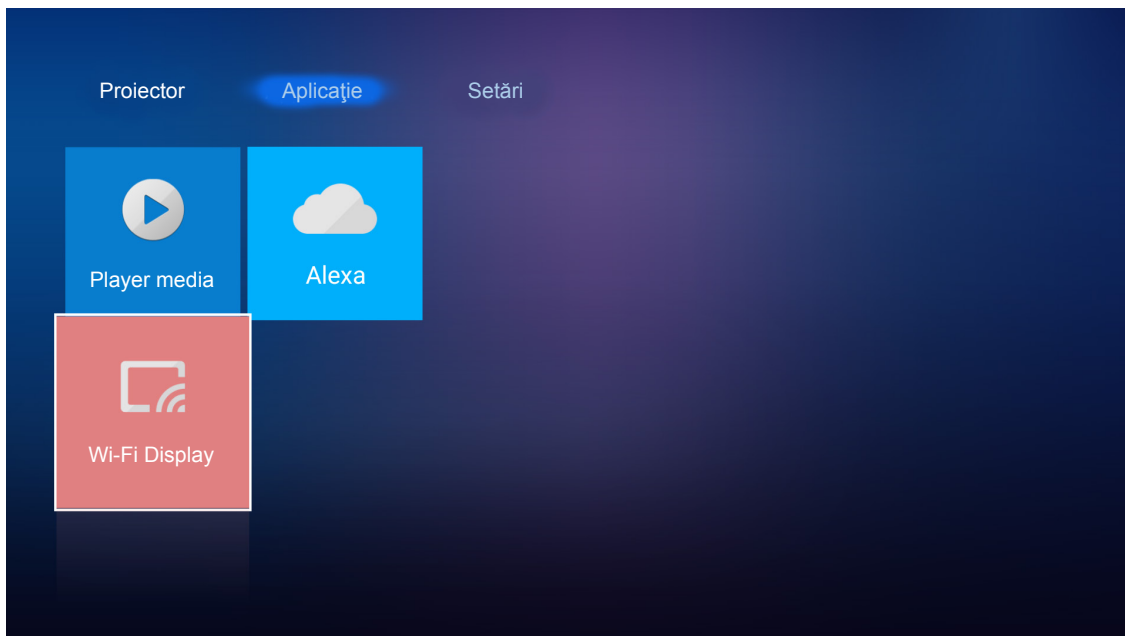 Proiector
Aplicaţie
Setări
Player media
Alexa
Wi-Fi Display